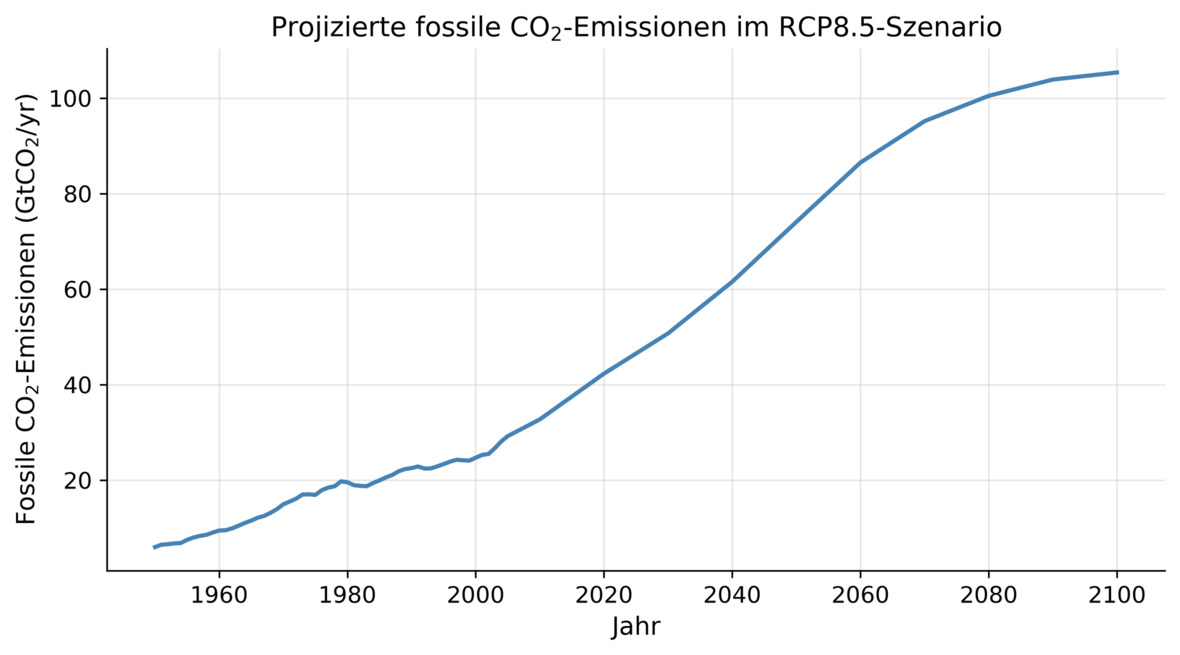 Projizierte fossile CO₂-Emissionen im RCP8.5-Szenario
Fossile CO₂-Emissionen (GtCO₂/yr)
100
80
60
40
20
1960 1980 2000 2020 2040 2060 2080 2100
Jahr